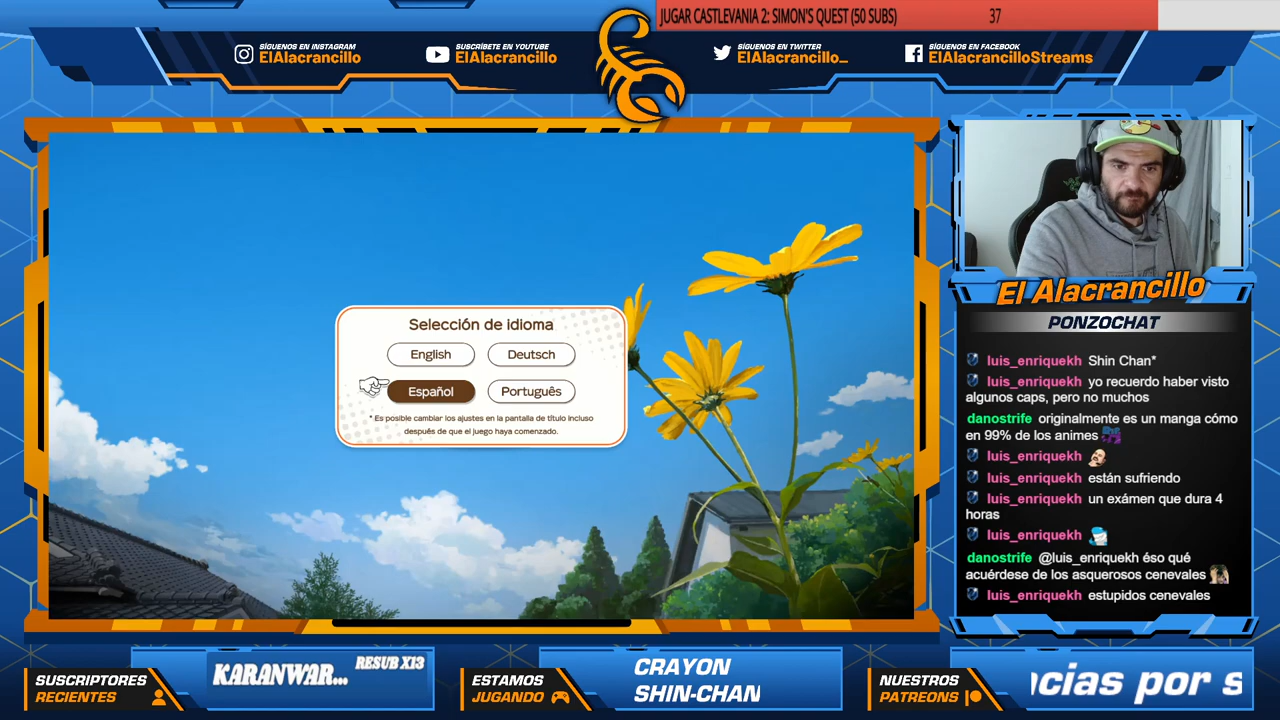 JUGAR CASTLEVANIA 2: SIMON'S QUEST (50 SUBS) 37
SÍGUENOS EN INSTAGRAM
ElAlacrancillo
SUSCRÍBETE EN YOUTUBE
ElAlacrancillo
SÍGUENOS EN TWITTER
ElAlacrancillo_
SÍGUENOS EN FACEBOOK
ElAlacrancilloStreams
Selección de idioma
English Deutsch
Español Português
* Es posible cambiar los ajustes en la pantalla de título incluso
después de que el juego haya comenzado.
El Alacrancillo
PONZOCHAT
luis_enriquekh Shin Chan*
luis_enriquekh yo recuerdo haber visto
algunos caps, pero no muchos
danostrife originalmente es un manga cómo
en 99% de los animes
luis_enriquekh
luis_enriquekh están sufriendo
luis_enriquekh un exámen que dura 4
horas
luis_enriquekh
danostrife @luis_enriquekh éso qué
acuérdese de los asquerosos cenevales
luis_enriquekh estupidos cenevales
SUSCRIPTORES
RECIENTES
KARANWAR... RESUB X13
ESTAMOS
JUGANDO
CRAYON
SHIN-CHAN
NUESTROS
PATREONS
cias por s